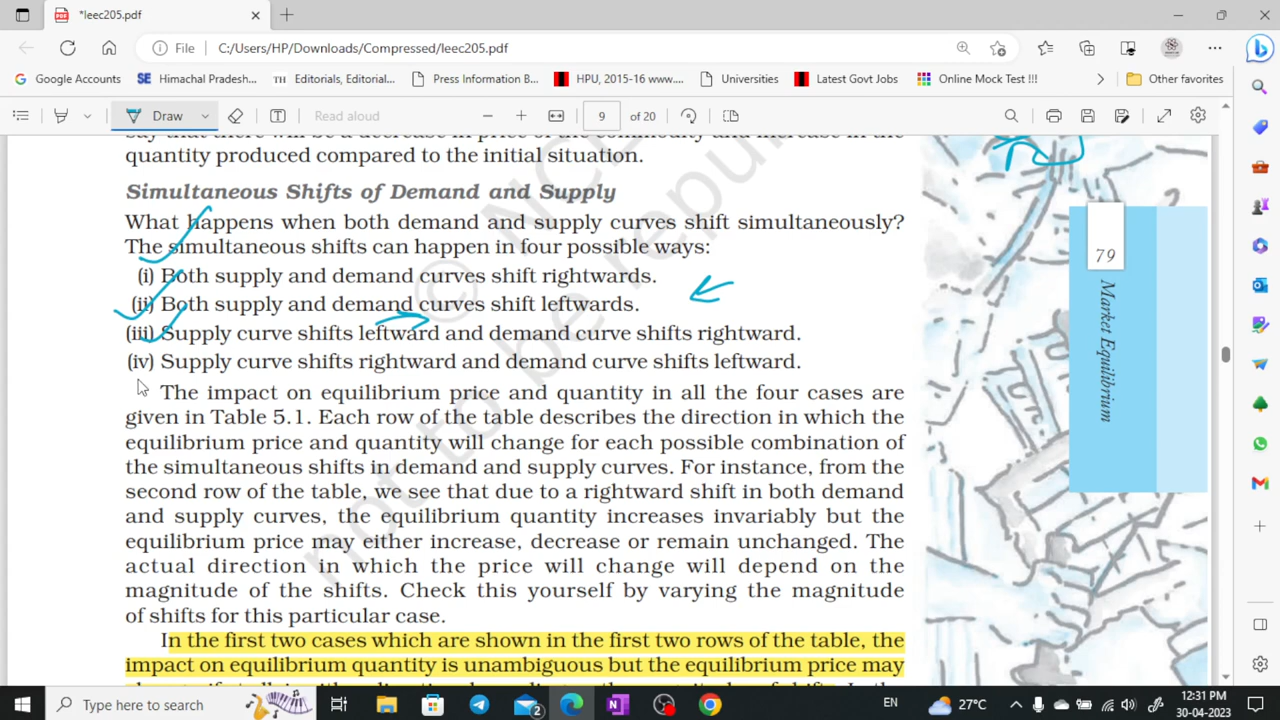 *leec205.pdf
File C:/Users/HP/Downloads/Compressed/leec205.pdf
Google Accounts SE Himachal Pradesh... TH Editorials, Editorial... Press Information B... HPU, 2015-16 www.... Universities Latest Govt Jobs Online Mock Test !!! Other favorites
Draw Read aloud 9 of 20
quantity produced compared to the initial situation.
Simultaneous Shifts of Demand and Supply
What happens when both demand and supply curves shift simultaneously?
The simultaneous shifts can happen in four possible ways:
(i) Both supply and demand curves shift rightwards.
(ii) Both supply and demand curves shift leftwards.
(iii) Supply curve shifts leftward and demand curve shifts rightward.
(iv) Supply curve shifts rightward and demand curve shifts leftward.
The impact on equilibrium price and quantity in all the four cases are
given in Table 5.1. Each row of the table describes the direction in which the
equilibrium price and quantity will change for each possible combination of
the simultaneous shifts in demand and supply curves. For instance, from the
second row of the table, we see that due to a rightward shift in both demand
and supply curves, the equilibrium quantity increases invariably but the
equilibrium price may either increase, decrease or remain unchanged. The
actual direction in which the price will change will depend on the
magnitude of the shifts. Check this yourself by varying the magnitude
of shifts for this particular case.
In the first two cases which are shown in the first two rows of the table, the
impact on equilibrium quantity is unambiguous but the equilibrium price may
79
Market Equilibrium
not to be republ
© NC
Type here to search
2
27°C
EN
12:31 PM
30-04-2023